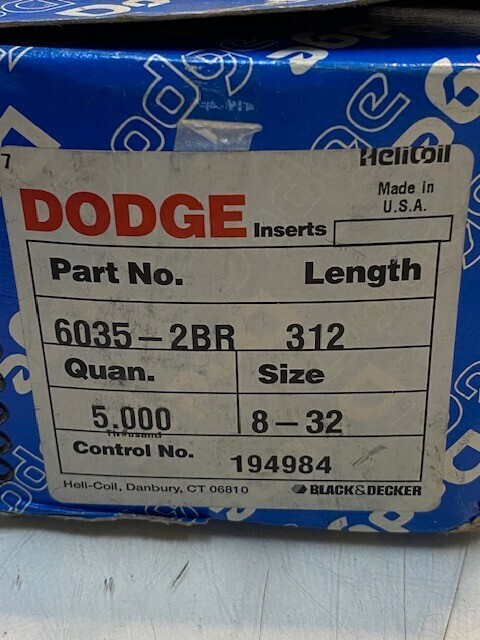 7
HeliCoil
Made in
U.S.A.
DODGE Inserts
Part No. Length
6035-2BR 312
Quan. Size
5.000 8-32
Thousand
Control No. 194984
Heli-Coil, Danbury, CT 06810 BLACK&DECKER